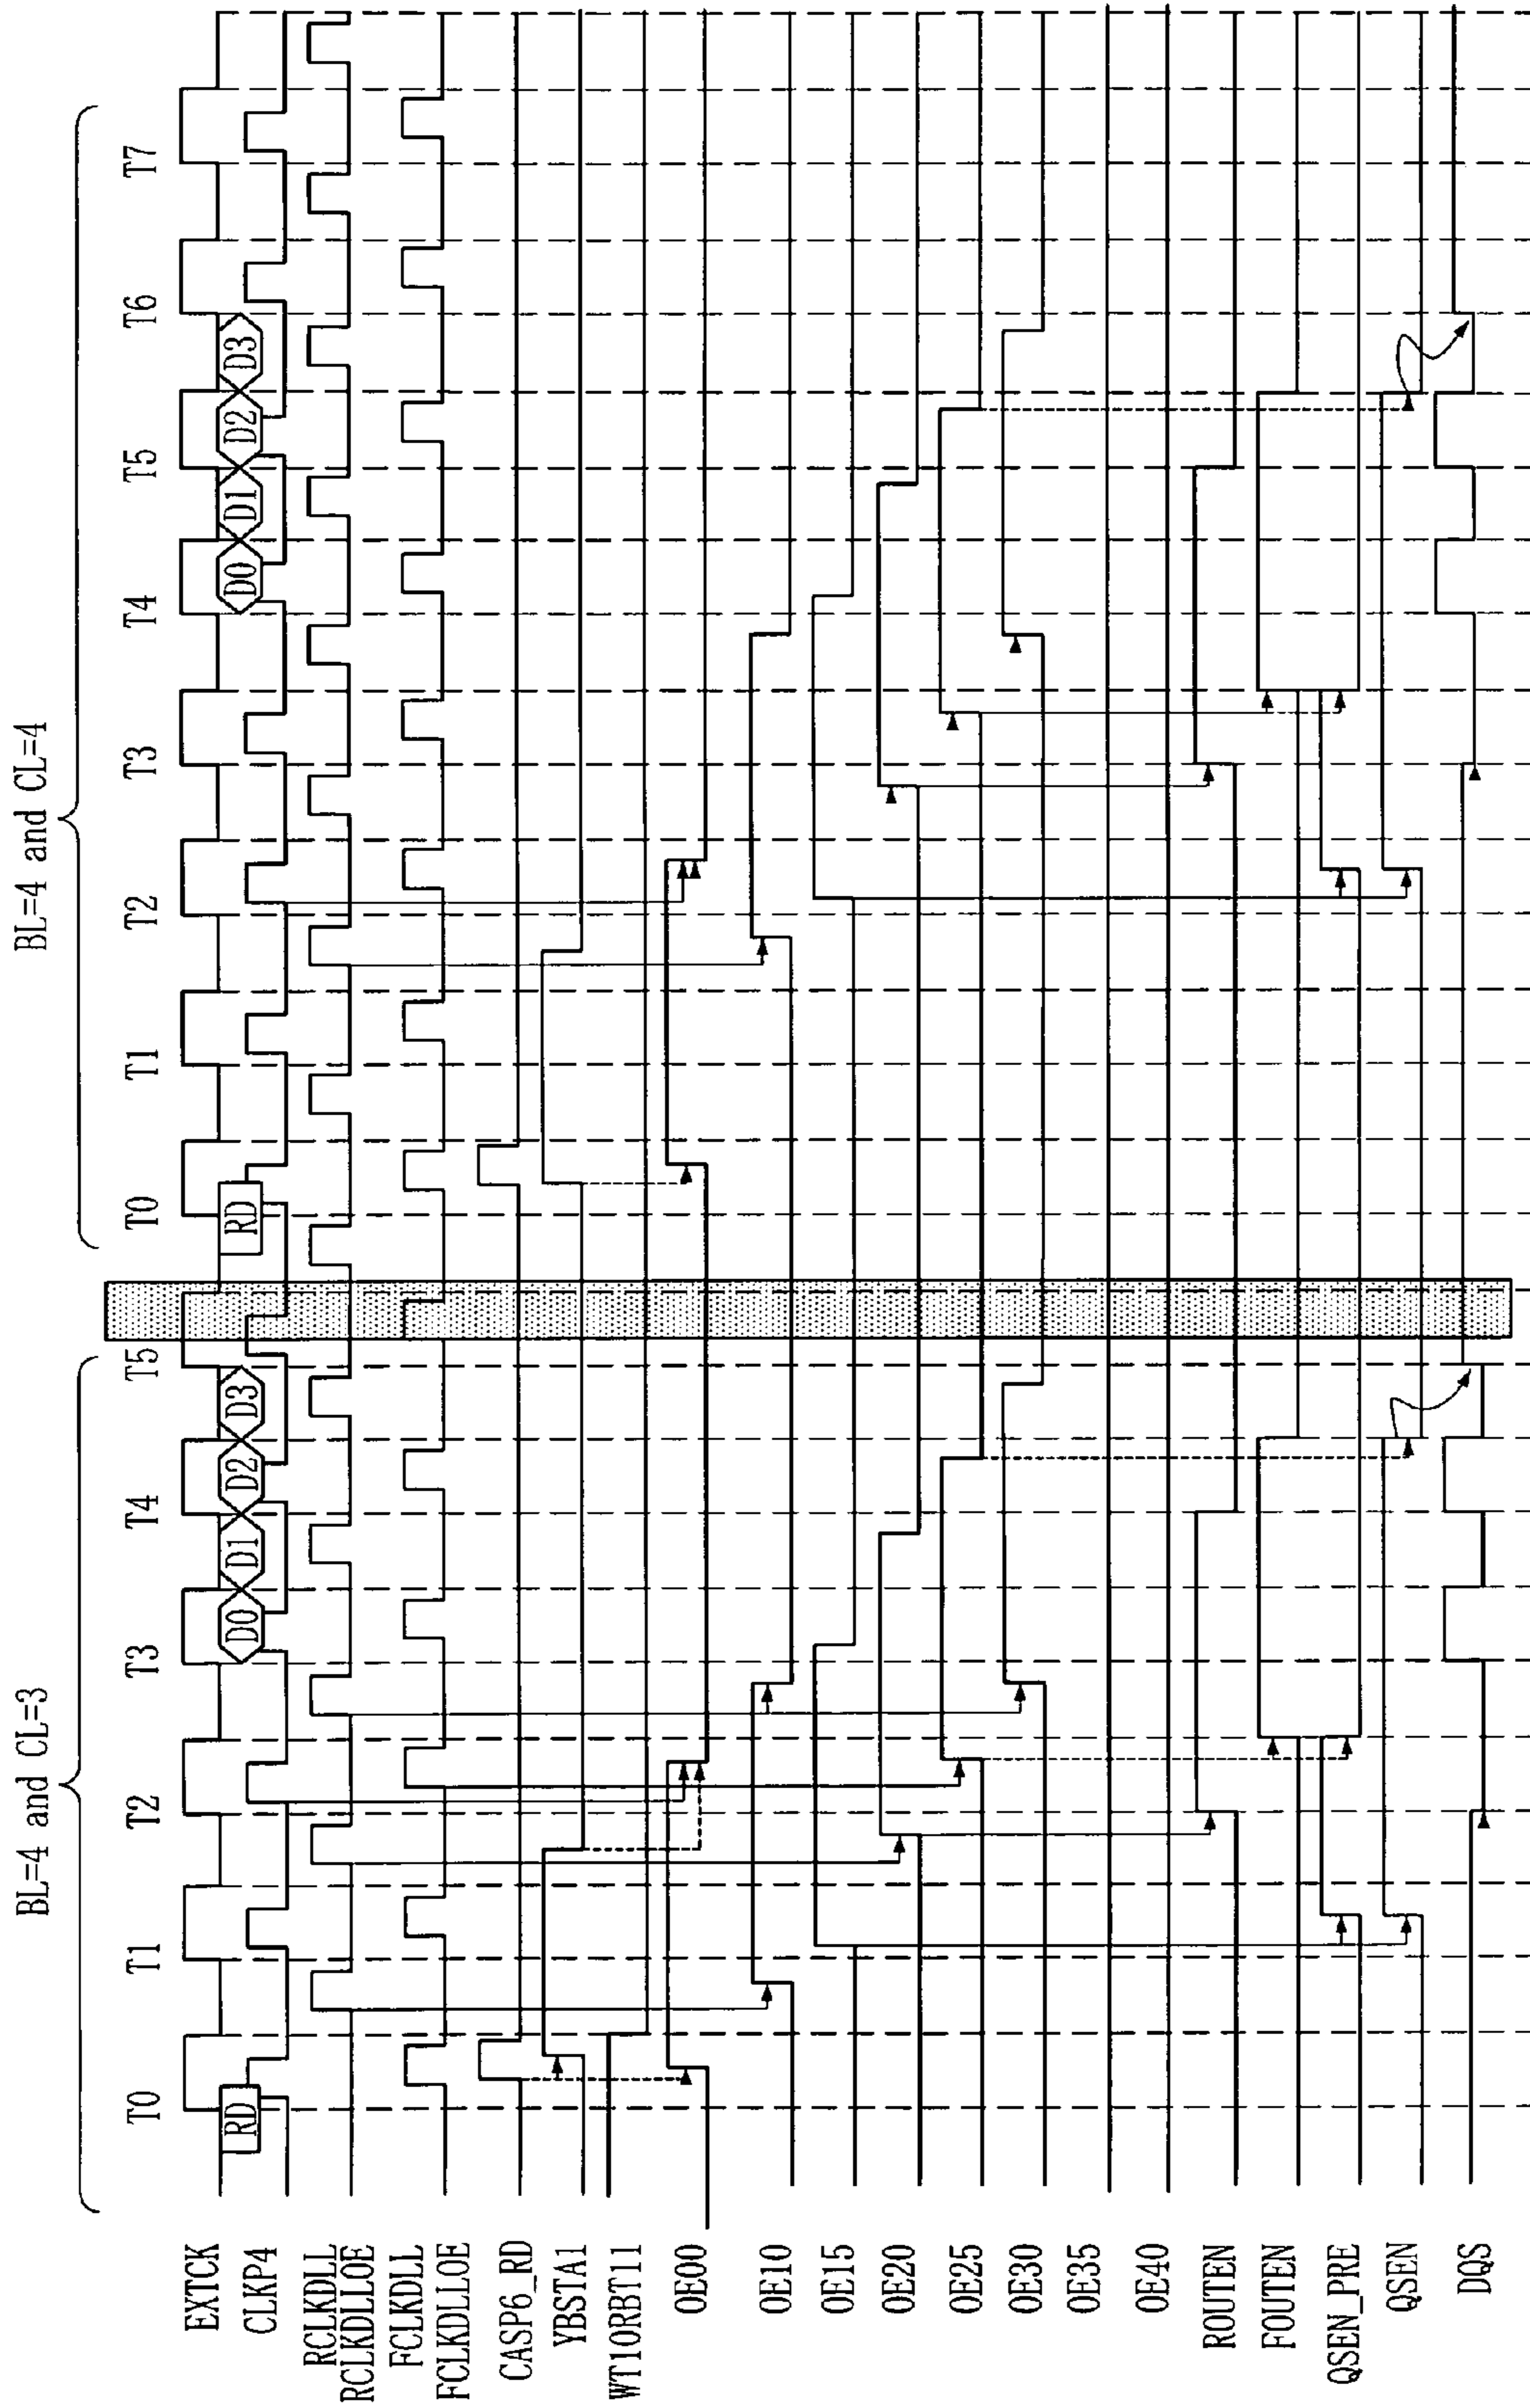 BL=4 and CL=3
BL=4 and CL=4
T0 T1 T2 T3 T4 T5 T0 T1 T2 T3 T4 T5 T6 T7
EXTCK
RD D0 D1 D2 D3 RD D0 D1 D2 D3
CLKP4
RCLKDLL
RCLKDLLOE
FCLKDLL
FCLKDLLOE
CASP6_RD
YBSTA1
WT10RBT11
OE00
OE10
OE15
OE20
OE25
OE30
OE35
OE40
ROUTEN
FOUTEN
QSEN_PRE
QSEN
DQS